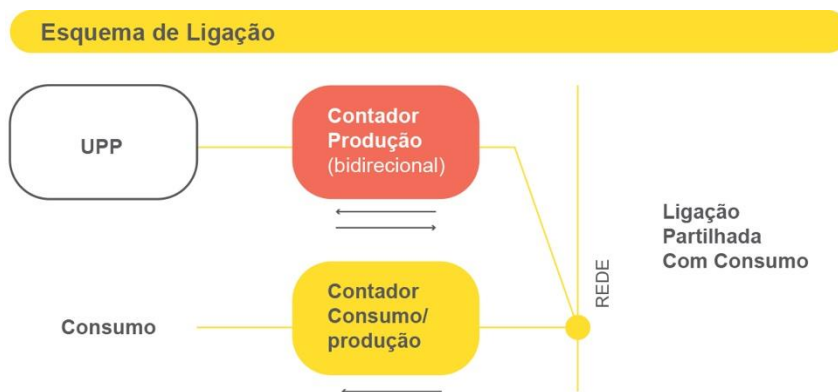 Esquema de Ligação
UPP
Contador
Produção
(bidirecional)
Ligação
Partilhada
Com Consumo
REDE
Consumo
Contador
Consumo/
produção